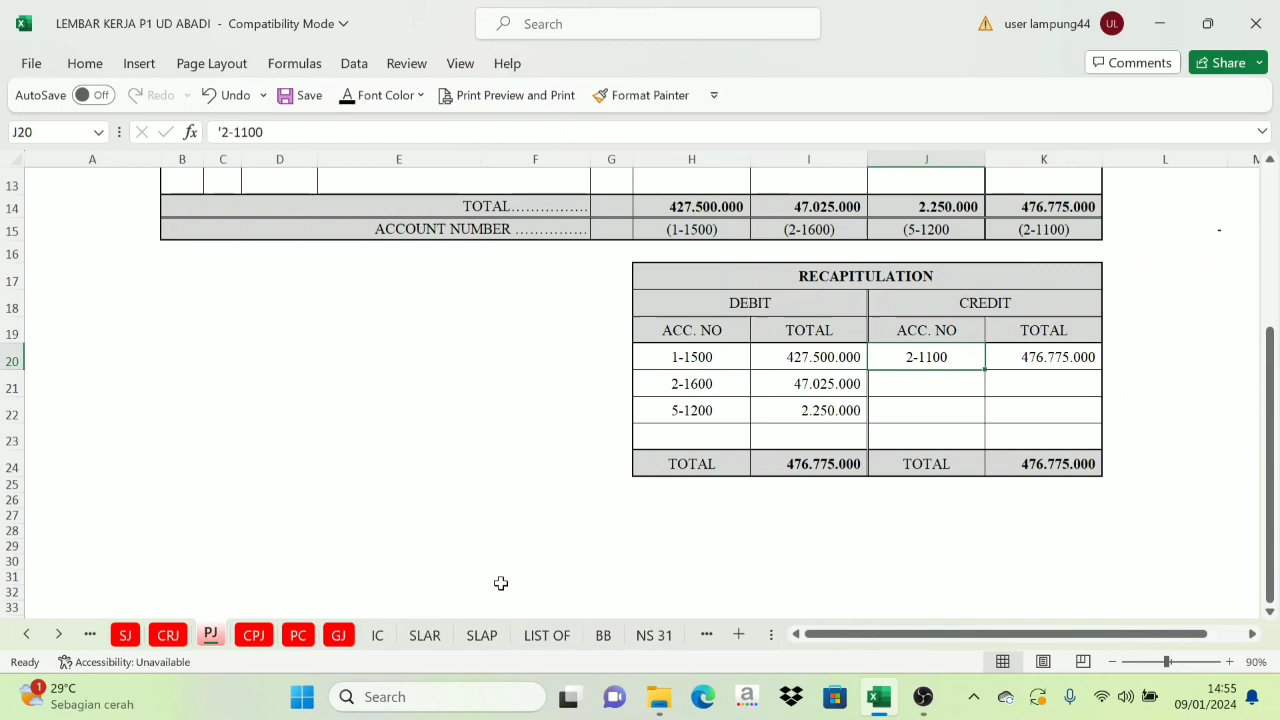 LEMBAR KERJA P1 UD ABADI - Compatibility Mode
Search
user lampung44
UL
File Home Insert Page Layout Formulas Data Review View Help
Comments Share
AutoSave Off Redo Undo Save Font Color Print Preview and Print Format Painter
J20 fx '2-1100
A B C D E F G H I J K L M
13
14 TOTAL............... 427.500.000 47.025.000 2.250.000 476.775.000
15 ACCOUNT NUMBER ............... (1-1500) (2-1600) (5-1200 (2-1100) -
16
17 RECAPITULATION
18 DEBIT CREDIT
19 ACC. NO TOTAL ACC. NO TOTAL
20 1-1500 427.500.000 2-1100 476.775.000
21 2-1600 47.025.000
22 5-1200 2.250.000
23
24 TOTAL 476.775.000 TOTAL 476.775.000
25
26
27
28
29
30
31
32
33
SJ CRJ PJ CPJ PC GJ IC SLAR SLAP LIST OF BB NS 31
Ready Accessibility: Unavailable 90%
1 29°C
Sebagian cerah
Search
14:55
09/01/2024